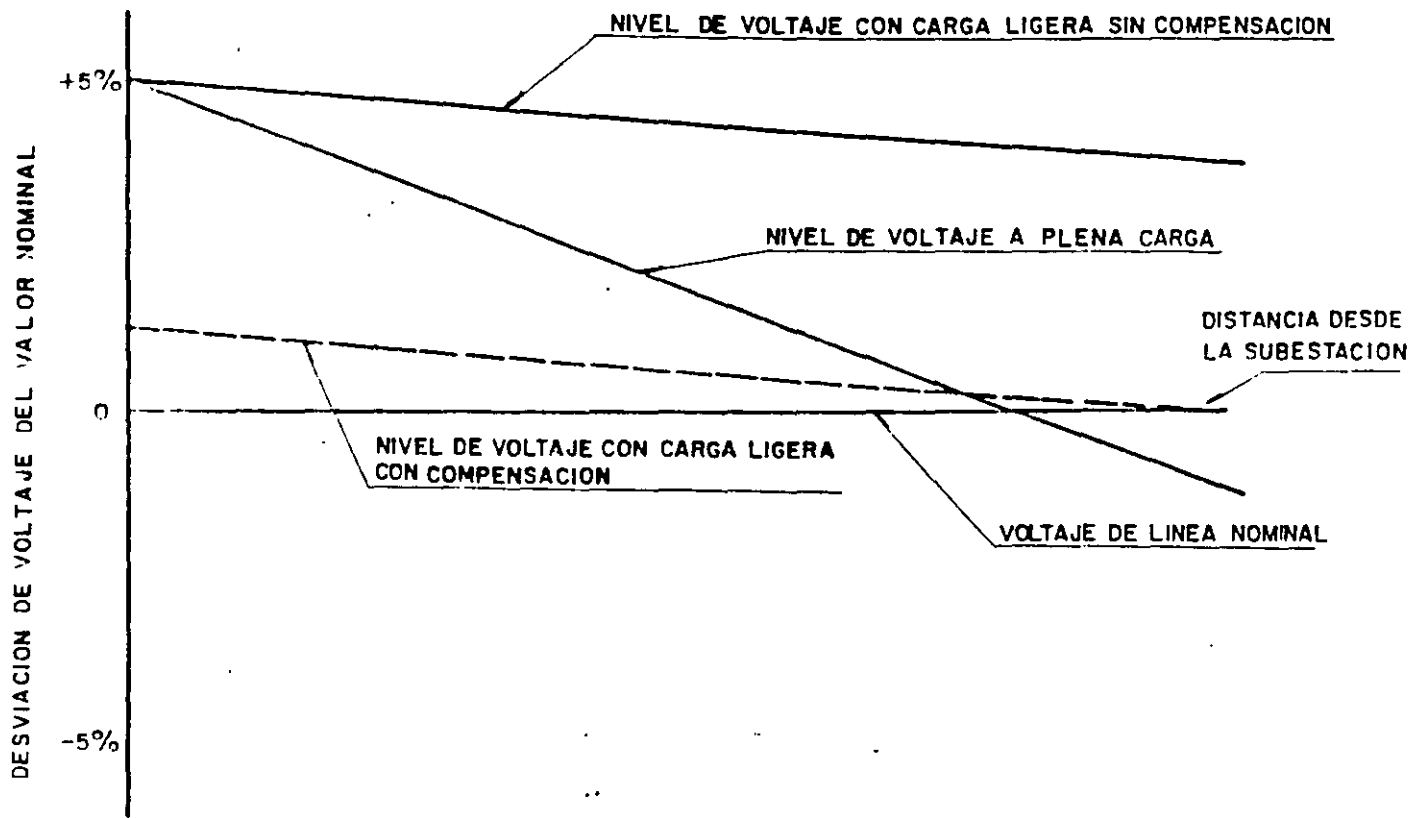 NIVEL DE VOLTAJE CON CARGA LIGERA SIN COMPENSACION
+5%
NIVEL DE VOLTAJE A PLENA CARGA
DISTANCIA DESDE
LA SUBESTACION
0
NIVEL DE VOLTAJE CON CARGA LIGERA
CON COMPENSACION
VOLTAJE DE LINEA NOMINAL
-5%
DESVIACION DE VOLTAJE DEL VALOR NOMINAL